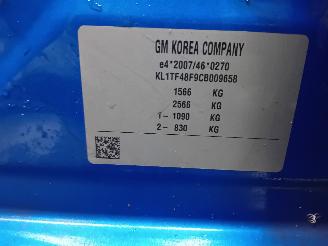 GM KOREA COMPANY
e4*2007/46*0270
KL1TF48F9CB009658
1566 KG
2566 KG
1- 1090 KG
2- 830 KG